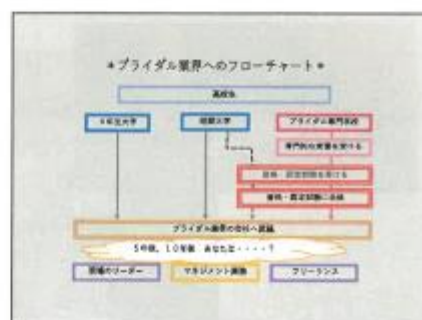 *ブライダル業界へのフローチャート*
高校生
4年制大学 短期大学 ブライダル専門学校
専門的な授業を受ける
資格・認定試験を受ける
資格・認定試験に合格
ブライダル業界の会社へ就職
5年後、10年後 あなたは・・・・?
現場のリーダー マネジメント業務 フリーランス